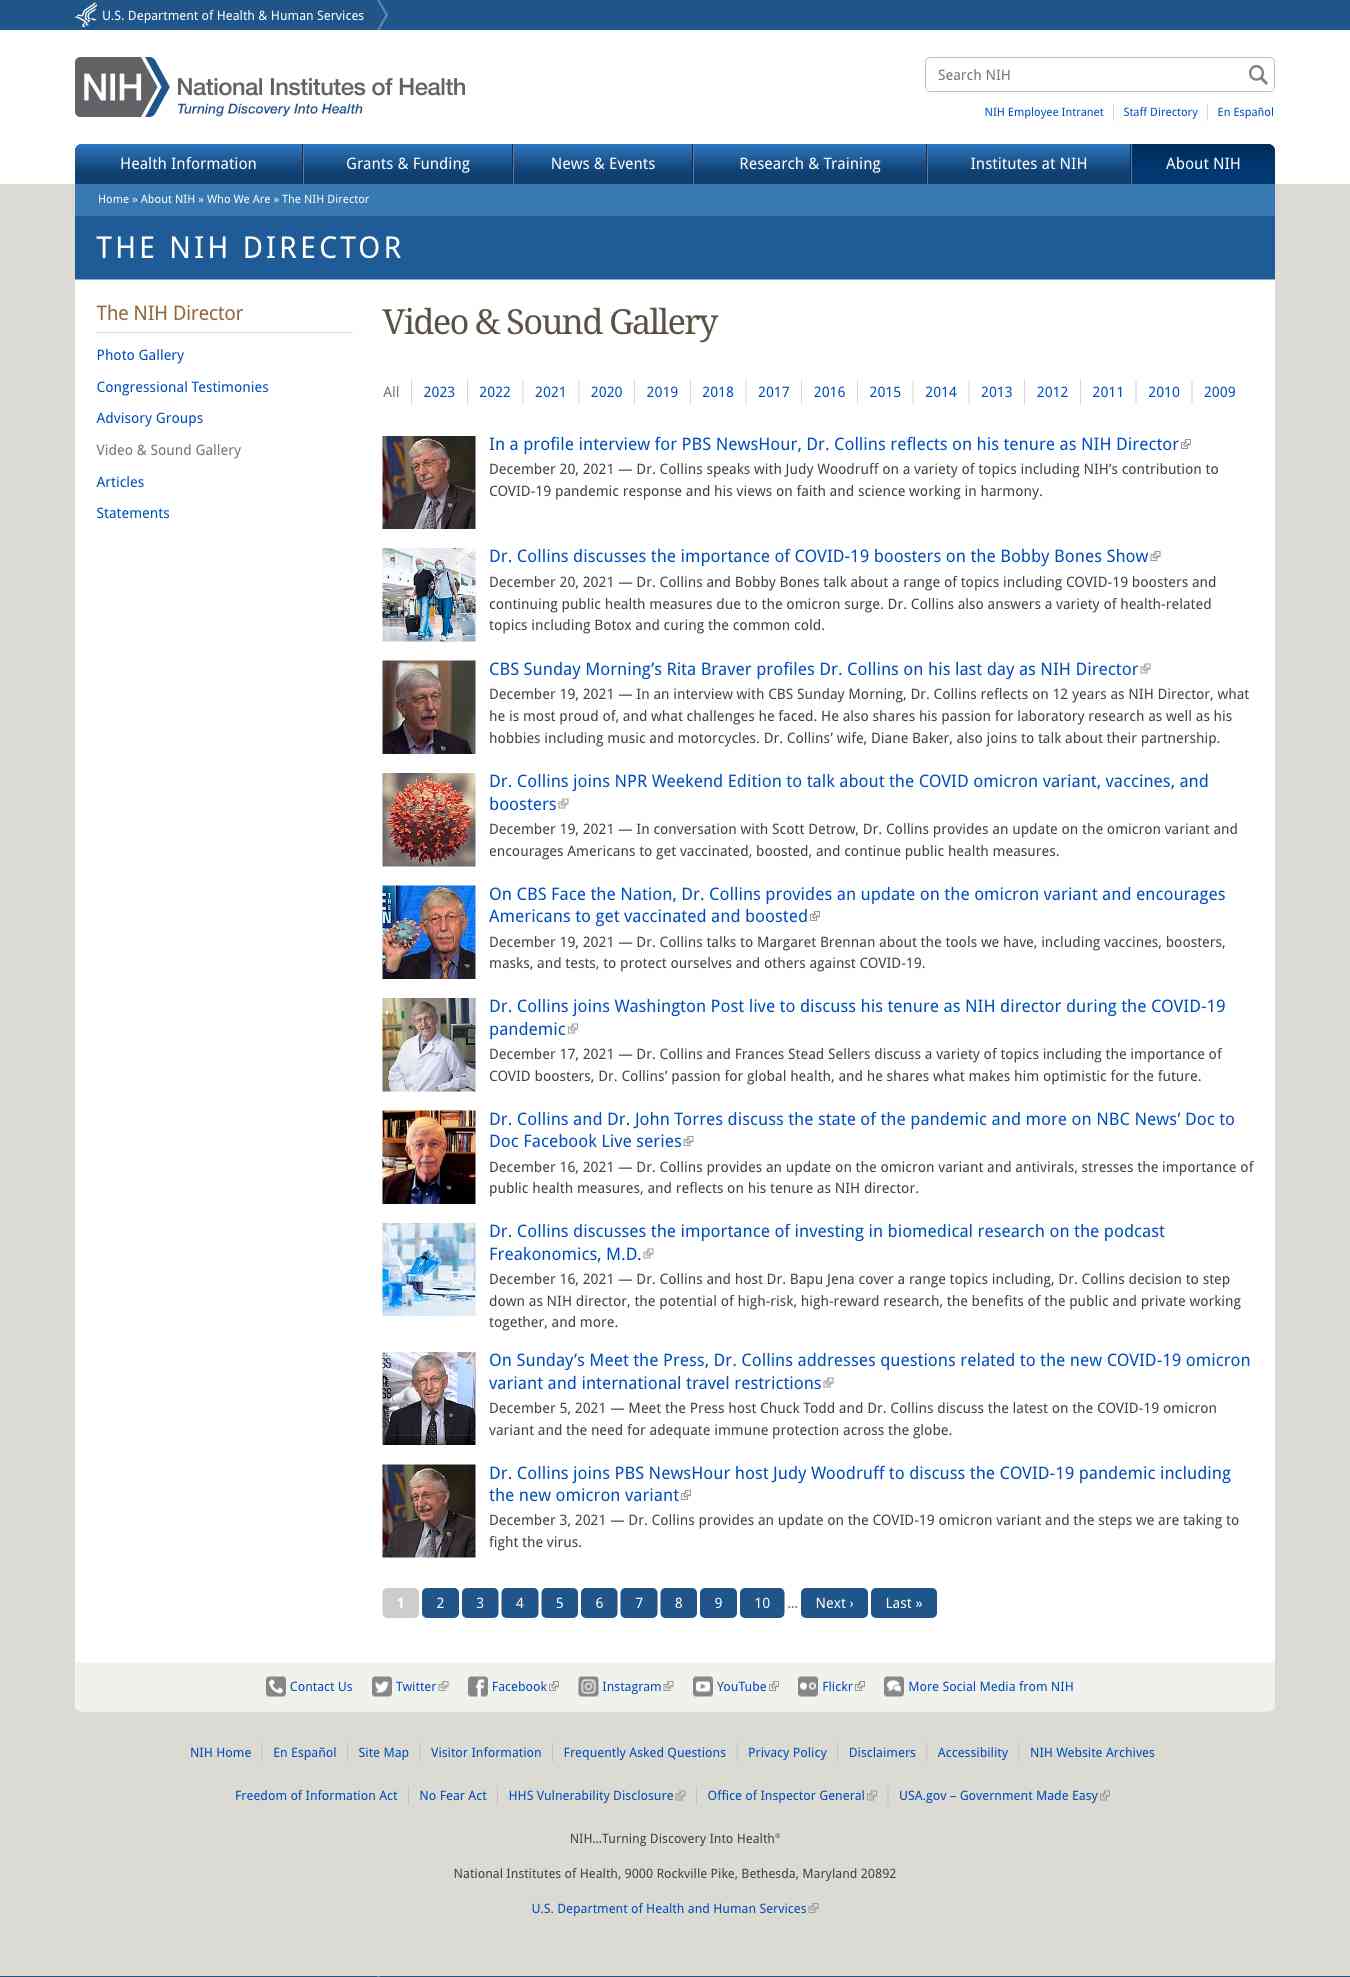 U.S. Department of Health & Human Services
NIH
National Institutes of Health
Turning Discovery Into Health
Search NIH
NIH Employee Intranet
Staff Directory
En Español
Health Information
Grants & Funding
News & Events
Research & Training
Institutes at NIH
About NIH
Home » About NIH » Who We Are » The NIH Director
THE NIH DIRECTOR
The NIH Director
Photo Gallery
Congressional Testimonies
Advisory Groups
Video & Sound Gallery
Articles
Statements
Video & Sound Gallery
All 2023 2022 2021 2020 2019 2018 2017 2016 2015 2014 2013 2012 2011 2010 2009
In a profile interview for PBS NewsHour, Dr. Collins reflects on his tenure as NIH Director
December 20, 2021 — Dr. Collins speaks with Judy Woodruff on a variety of topics including NIH’s contribution to
COVID-19 pandemic response and his views on faith and science working in harmony.
Dr. Collins discusses the importance of COVID-19 boosters on the Bobby Bones Show
December 20, 2021 — Dr. Collins and Bobby Bones talk about a range of topics including COVID-19 boosters and
continuing public health measures due to the omicron surge. Dr. Collins also answers a variety of health-related
topics including Botox and curing the common cold.
CBS Sunday Morning’s Rita Braver profiles Dr. Collins on his last day as NIH Director
December 19, 2021 — In an interview with CBS Sunday Morning, Dr. Collins reflects on 12 years as NIH Director, what
he is most proud of, and what challenges he faced. He also shares his passion for laboratory research as well as his
hobbies including music and motorcycles. Dr. Collins’ wife, Diane Baker, also joins to talk about their partnership.
Dr. Collins joins NPR Weekend Edition to talk about the COVID omicron variant, vaccines, and
boosters
December 19, 2021 — In conversation with Scott Detrow, Dr. Collins provides an update on the omicron variant and
encourages Americans to get vaccinated, boosted, and continue public health measures.
On CBS Face the Nation, Dr. Collins provides an update on the omicron variant and encourages
Americans to get vaccinated and boosted
December 19, 2021 — Dr. Collins talks to Margaret Brennan about the tools we have, including vaccines, boosters,
masks, and tests, to protect ourselves and others against COVID-19.
Dr. Collins joins Washington Post live to discuss his tenure as NIH director during the COVID-19
pandemic
December 17, 2021 — Dr. Collins and Frances Stead Sellers discuss a variety of topics including the importance of
COVID boosters, Dr. Collins’ passion for global health, and he shares what makes him optimistic for the future.
Dr. Collins and Dr. John Torres discuss the state of the pandemic and more on NBC News’ Doc to
Doc Facebook Live series
December 16, 2021 — Dr. Collins provides an update on the omicron variant and antivirals, stresses the importance of
public health measures, and reflects on his tenure as NIH director.
Dr. Collins discusses the importance of investing in biomedical research on the podcast
Freakonomics, M.D.
December 16, 2021 — Dr. Collins and host Dr. Bapu Jena cover a range topics including, Dr. Collins decision to step
down as NIH director, the potential of high-risk, high-reward research, the benefits of the public and private working
together, and more.
On Sunday’s Meet the Press, Dr. Collins addresses questions related to the new COVID-19 omicron
variant and international travel restrictions
December 5, 2021 — Meet the Press host Chuck Todd and Dr. Collins discuss the latest on the COVID-19 omicron
variant and the need for adequate immune protection across the globe.
Dr. Collins joins PBS NewsHour host Judy Woodruff to discuss the COVID-19 pandemic including
the new omicron variant
December 3, 2021 — Dr. Collins provides an update on the COVID-19 omicron variant and the steps we are taking to
fight the virus.
1 2 3 4 5 6 7 8 9 10 … Next › Last »
Contact Us Twitter Facebook Instagram YouTube Flickr More Social Media from NIH
NIH Home En Español Site Map Visitor Information Frequently Asked Questions Privacy Policy Disclaimers Accessibility NIH Website Archives
Freedom of Information Act No Fear Act HHS Vulnerability Disclosure Office of Inspector General USA.gov – Government Made Easy
NIH…Turning Discovery Into Health®
National Institutes of Health, 9000 Rockville Pike, Bethesda, Maryland 20892
U.S. Department of Health and Human Services